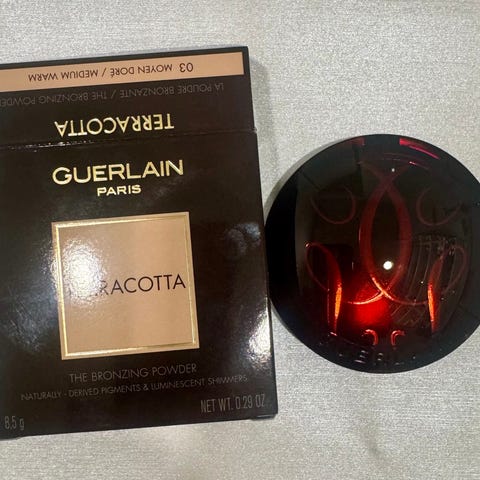 03 MOYEN DORÉ / MEDIUM WARM
LA POUDRE BRONZANTE / THE BRONZING POWDER
TERRACOTTA
GUERLAIN
PARIS
TERRACOTTA
THE BRONZING POWDER
NATURALLY - DERIVED PIGMENTS & LUMINESCENT SHIMMERS
8.5 g
NET WT. 0.29 OZ.